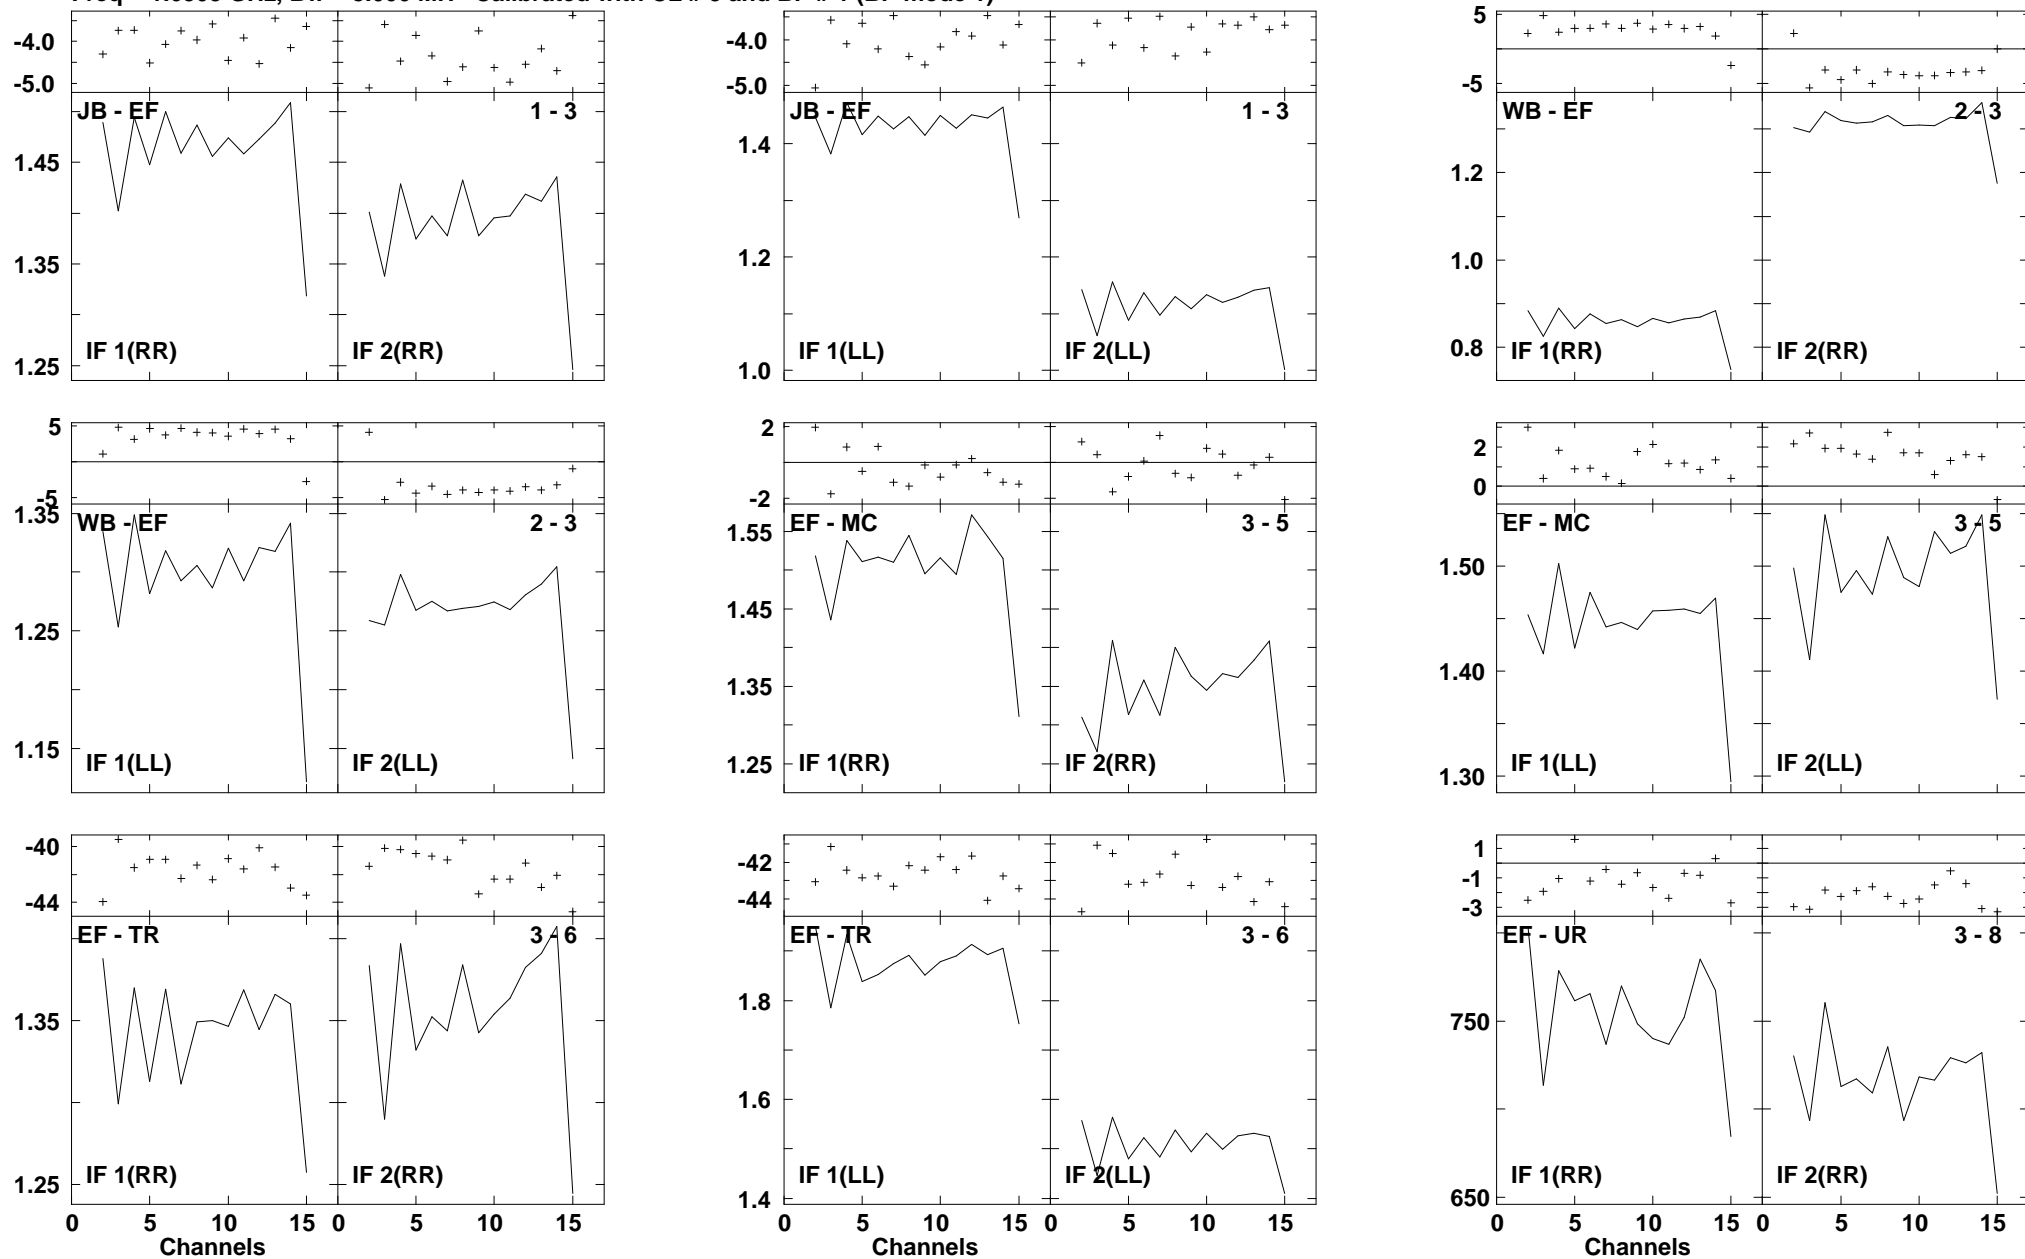 -4.0
-5.0
JB - EF 1 - 3
1.45
1.35
1.25
IF 1(RR) IF 2(RR)
-4.0
-5.0
JB - EF 1 - 3
1.4
1.2
1.0
IF 1(LL) IF 2(LL)
5
-5
WB - EF 2 - 3
1.2
1.0
0.8
IF 1(RR) IF 2(RR)
5
-5
WB - EF 2 - 3
1.35
1.25
1.15
IF 1(LL) IF 2(LL)
2
-2
EF - MC 3 - 5
1.55
1.45
1.35
1.25
IF 1(RR) IF 2(RR)
2
0
EF - MC 3 - 5
1.50
1.40
1.30
IF 1(LL) IF 2(LL)
-40
-44
EF - TR 3 - 6
1.35
1.25
IF 1(RR) IF 2(RR)
0 5 10 15 0 5 10 15
Channels
-42
-44
EF - TR 3 - 6
1.8
1.6
1.4
IF 1(LL) IF 2(LL)
0 5 10 15 0 5 10 15
Channels
1
-1
-3
EF - UR 3 - 8
750
650
IF 1(RR) IF 2(RR)
0 5 10 15 0 5 10 15
Channels